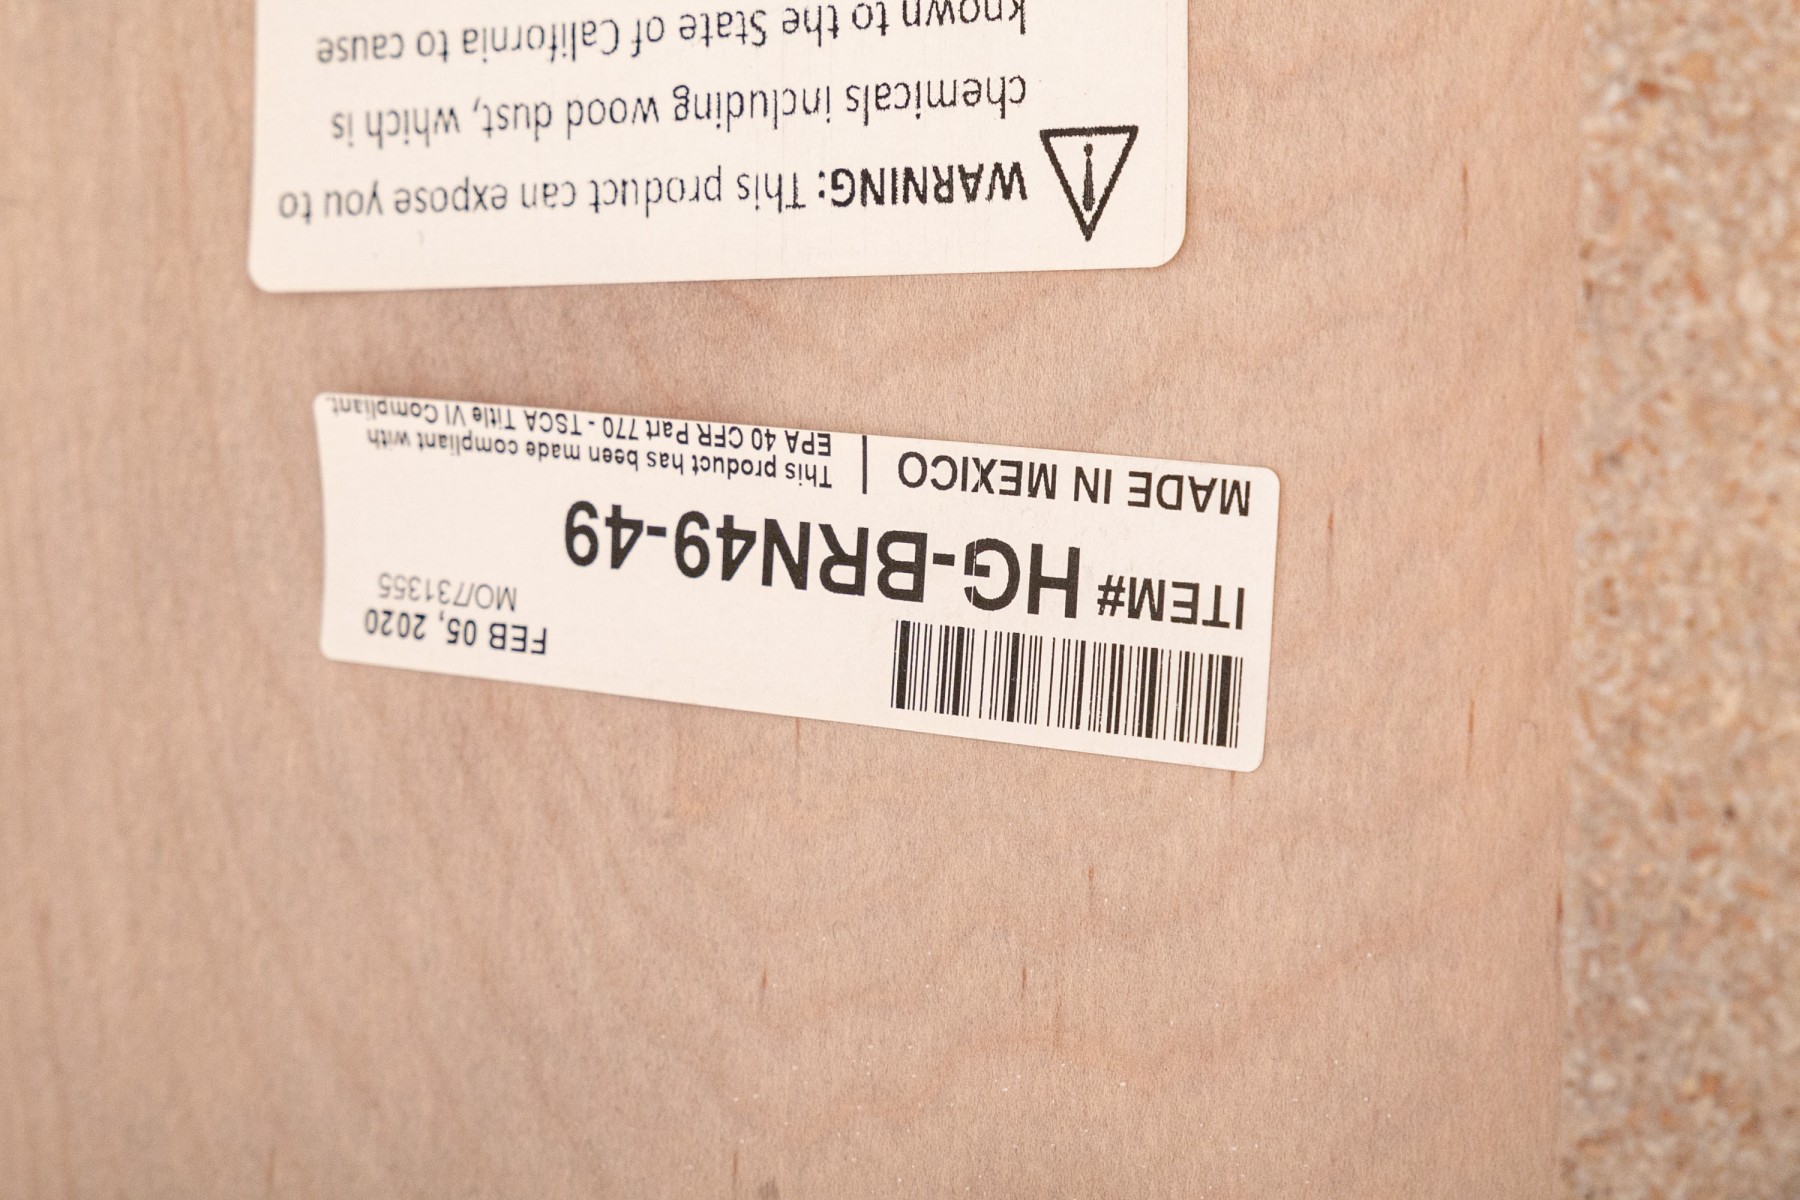 FEB 05, 2020
MO/731355
ITEM# HG-BRN49-49
MADE IN MEXICO
This product has been made compliant with
EPA 40 CFR Part 770 - TSCA Title VI Compliant.
WARNING: This product can expose you to
chemicals including wood dust, which is
known to the State of California to cause